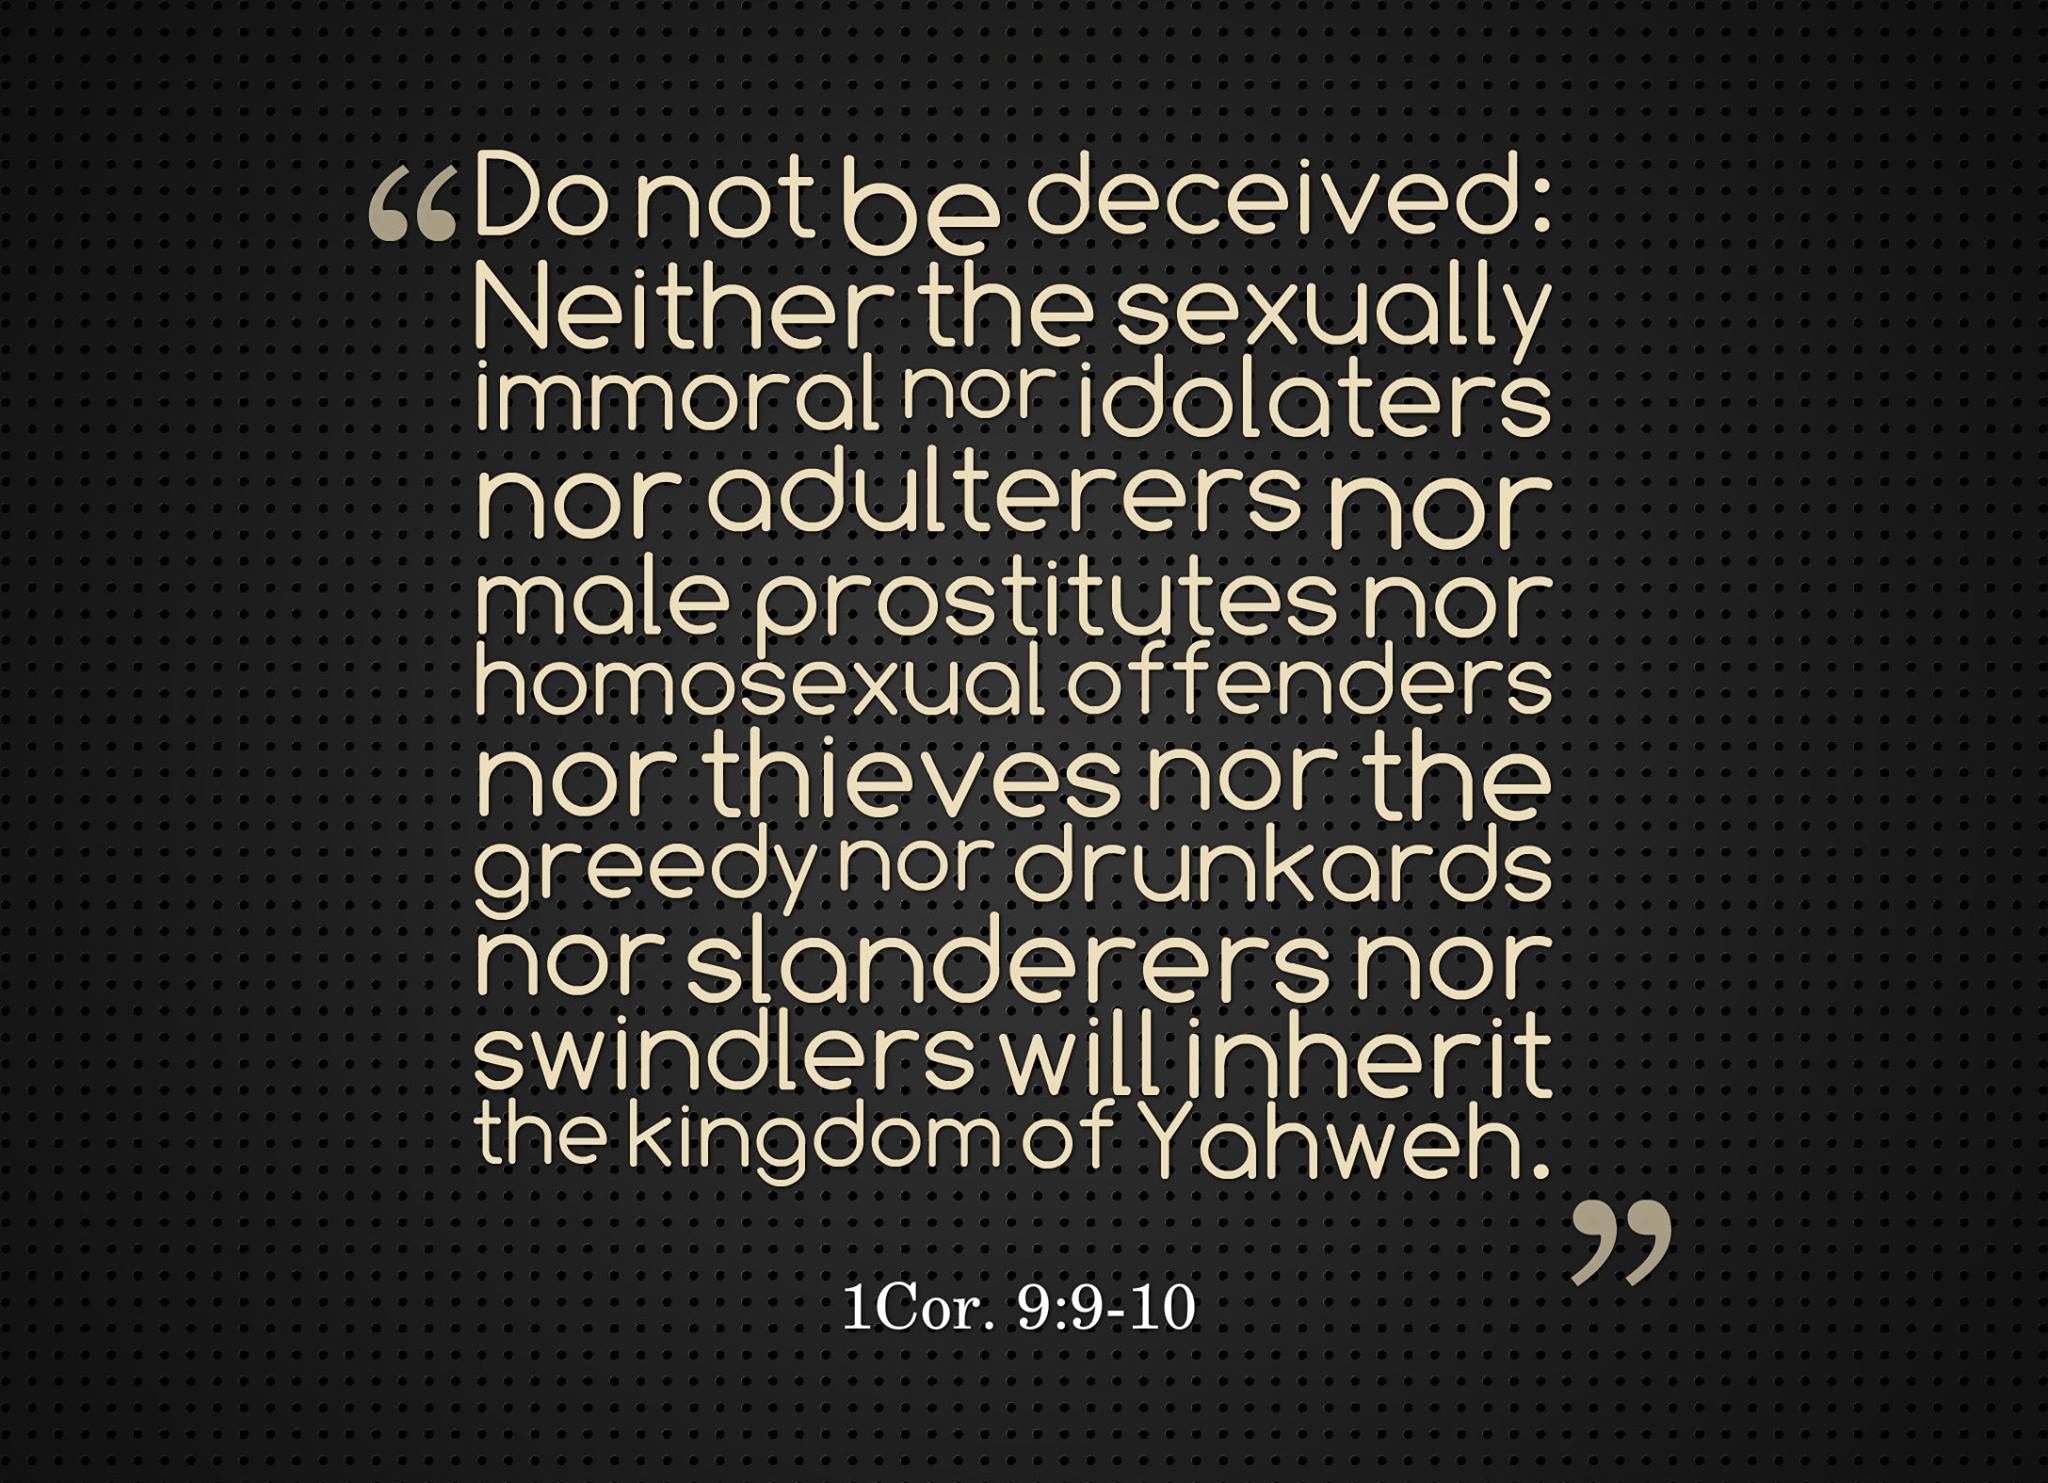 “Do not be deceived:
Neither the sexually
immoral nor idolaters
nor adulterers nor
male prostitutes nor
homosexual offenders
nor thieves nor the
greedy nor drunkards
nor slanderers nor
swindlers will inherit
the kingdom of Yahweh.
”
1Cor. 9:9-10